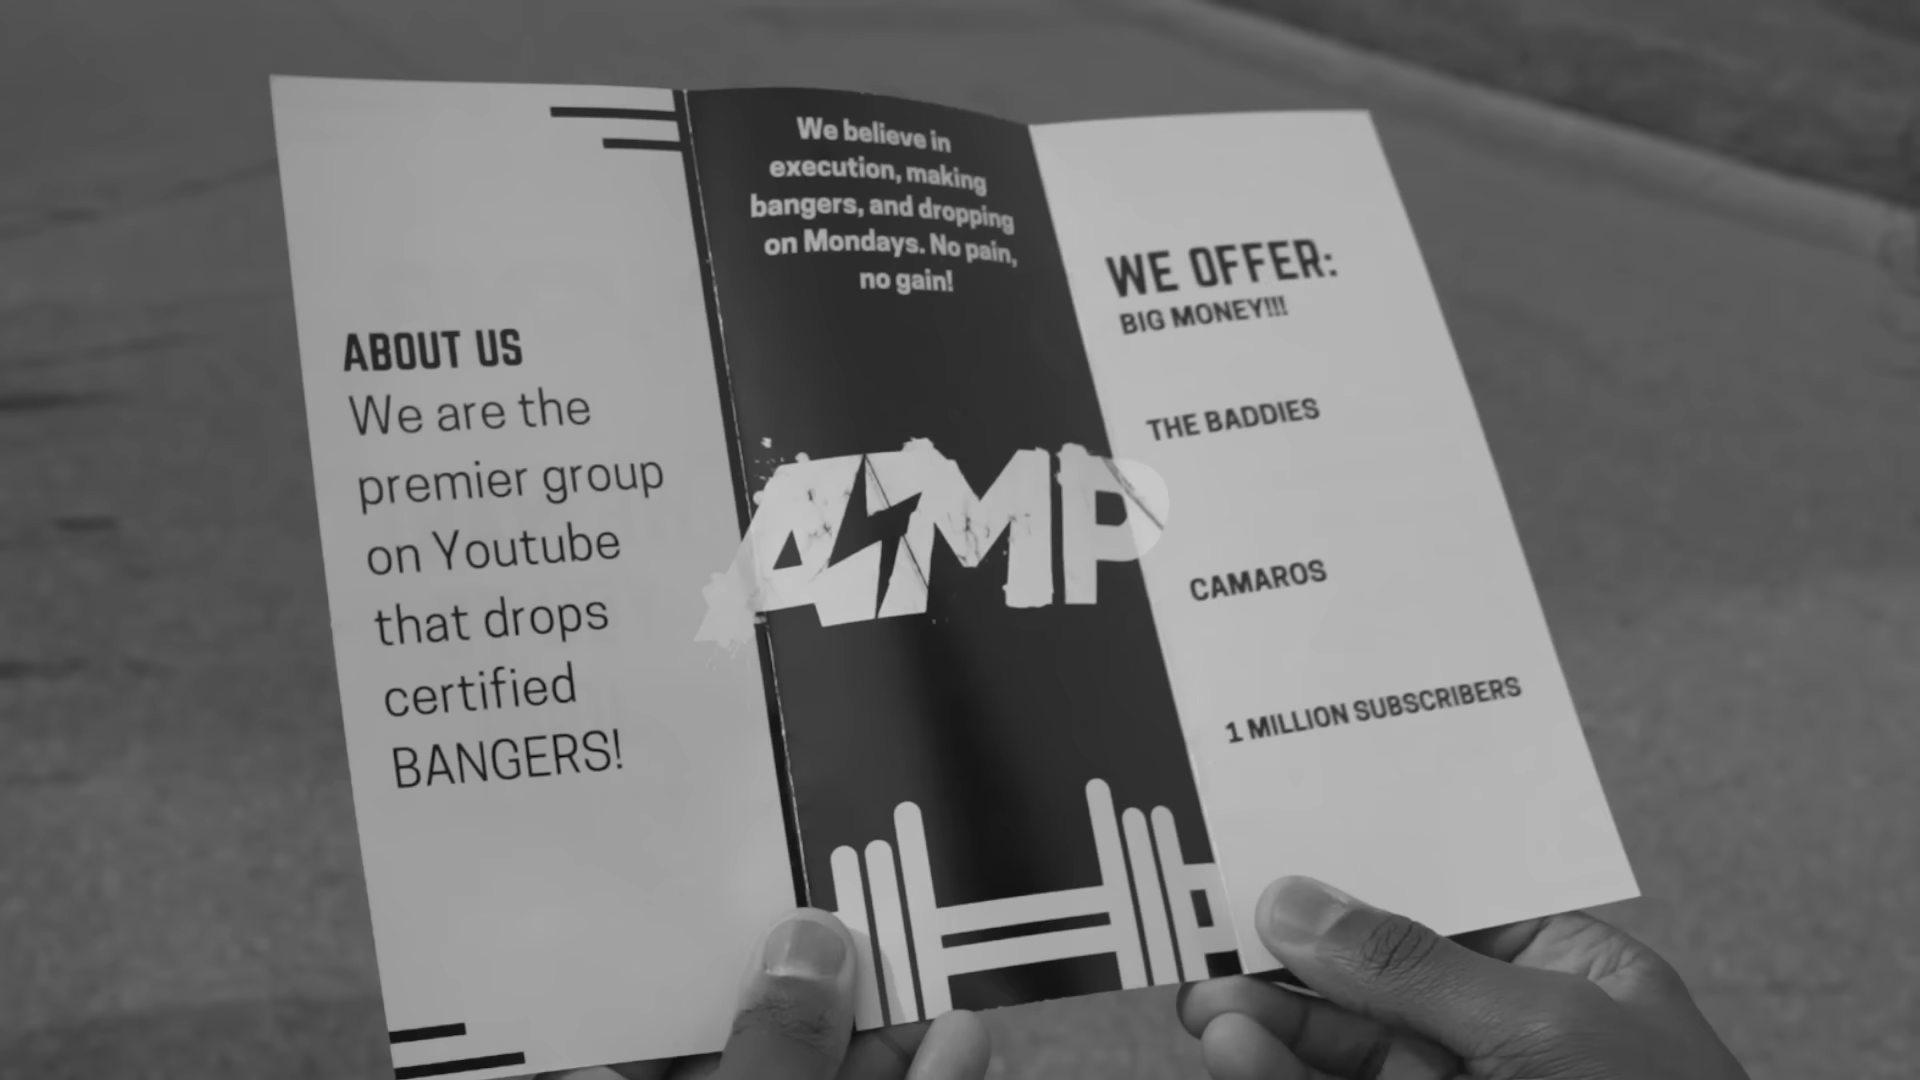 ABOUT US
We are the
premier group
on Youtube
that drops
certified
BANGERS!
We believe in
execution, making
bangers, and dropping
on Mondays. No pain,
no gain!
AMP
WE OFFER:
BIG MONEY!!!
THE BADDIES
CAMAROS
1 MILLION SUBSCRIBERS